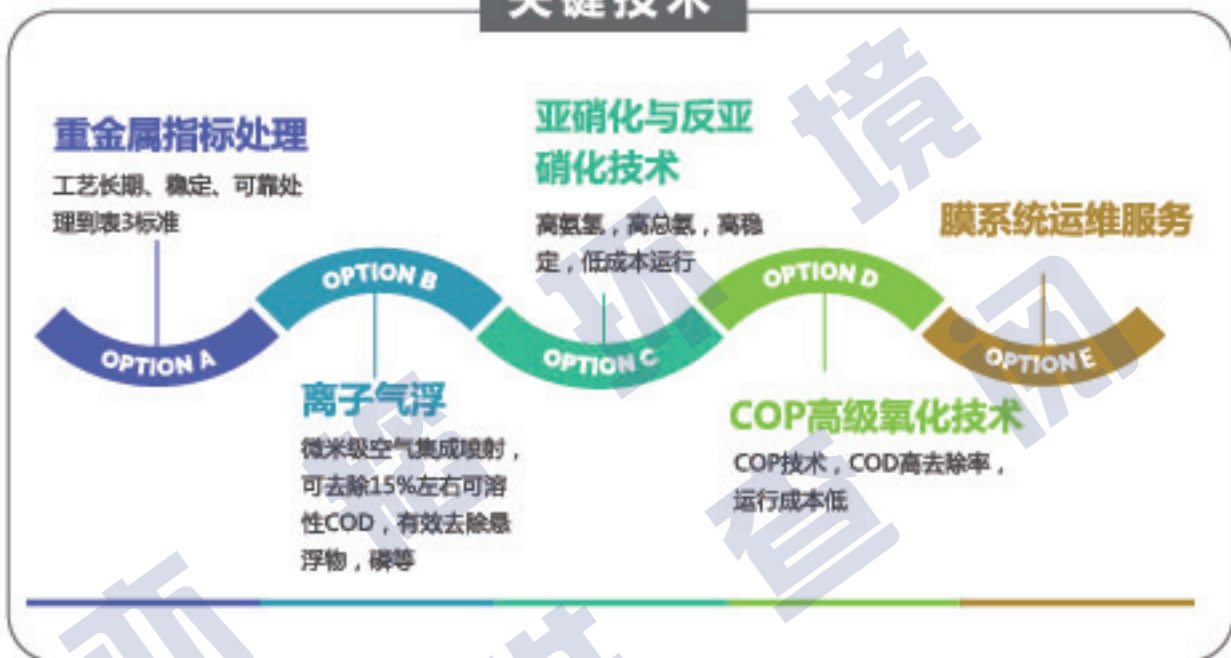 关键技术
重金属指标处理
工艺长期、稳定、可靠处
理到表3标准
OPTION A
OPTION B
离子气浮
微米级空气集成喷射，
可去除15%左右可溶
性COD，有效去除悬
浮物，磷等
亚硝化与反亚
硝化技术
高氨氮，高总氮，高稳
定，低成本运行
OPTION C
OPTION D
COP高级氧化技术
COP技术，COD高去除率，
运行成本低
膜系统运维服务
OPTION E
环境
查阅